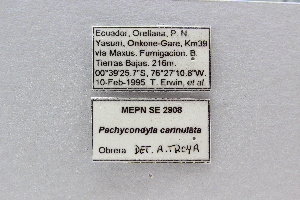 Ecuador, Orellana, P. N.
Yasuni, Onkone-Gare, Km39
via Maxus. Fumigacion. B.
Tierras Bajas. 216m.
00°39'25.7"S, 76°27'10.8"W.
10-Feb-1995. T. Erwin, et al.
MEPN SE 2908
Pachycondyla cannulata
Obrera DET. A. TROYA